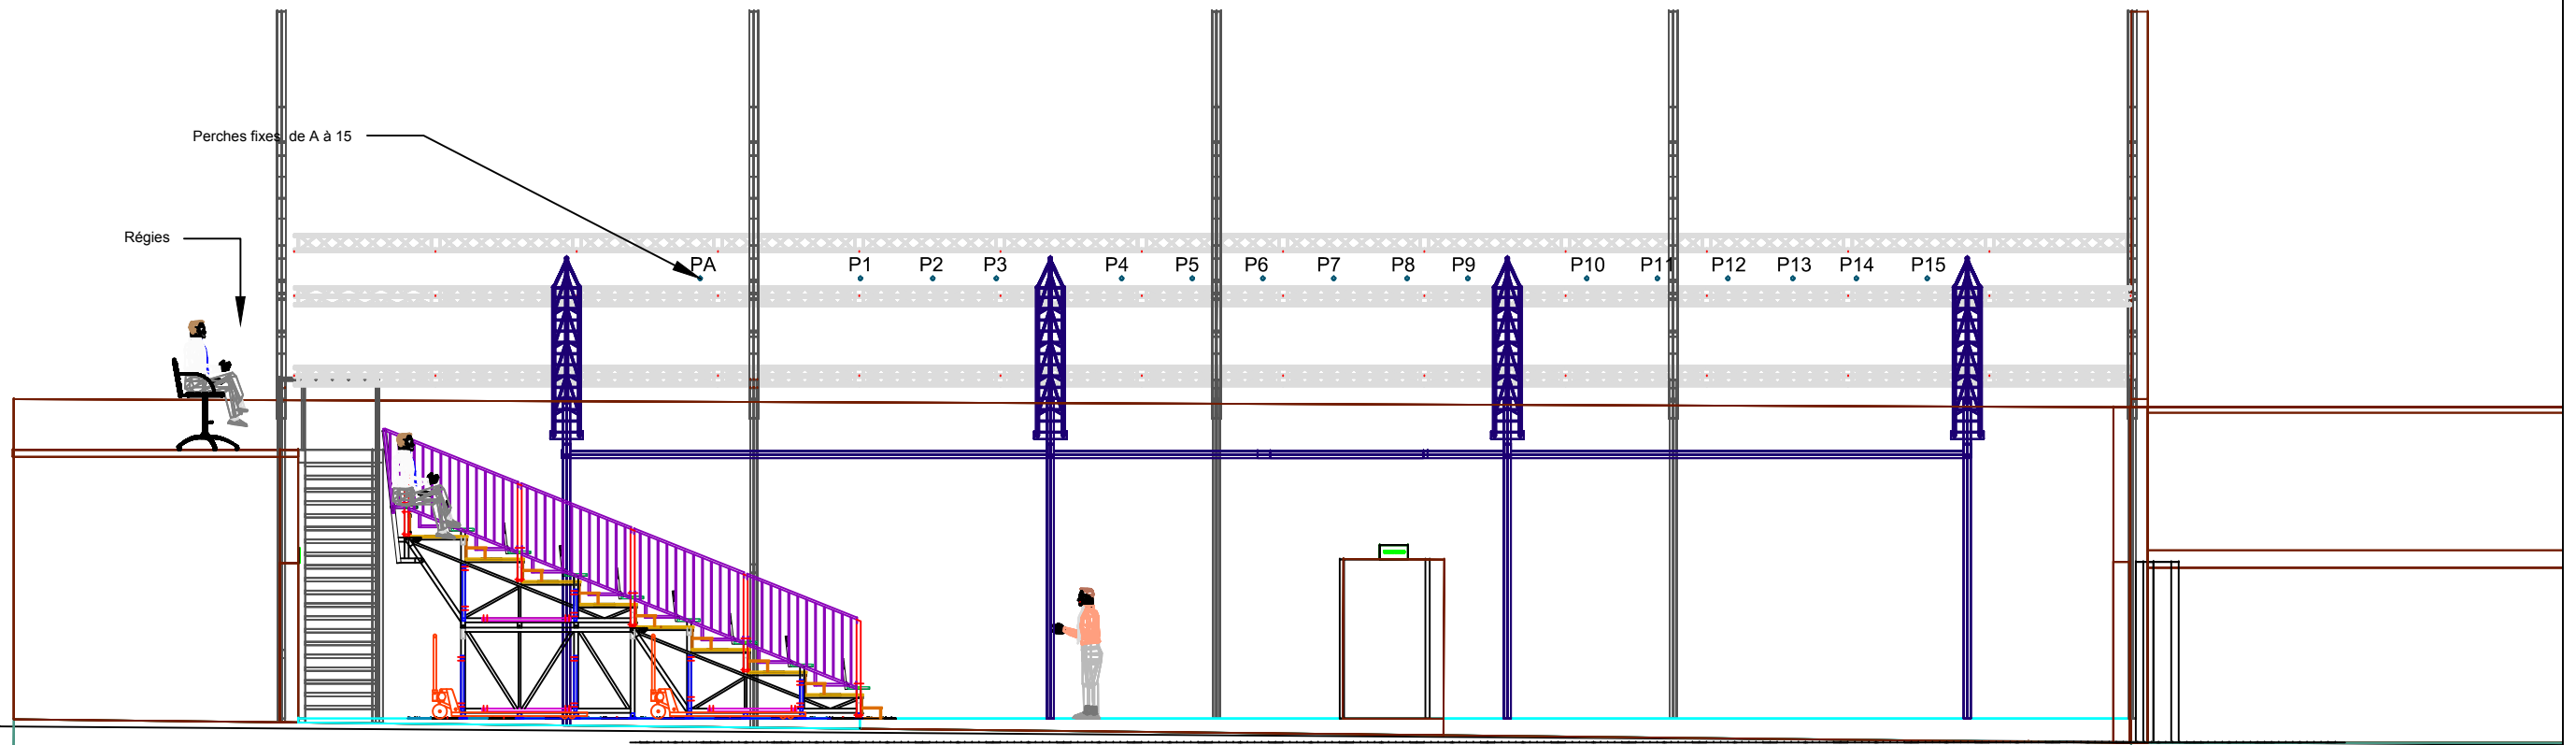 Perches fixes, de A à 15
Régies
PA P1 P2 P3 P4 P5 P6 P7 P8 P9 P10 P11 P12 P13 P14 P15